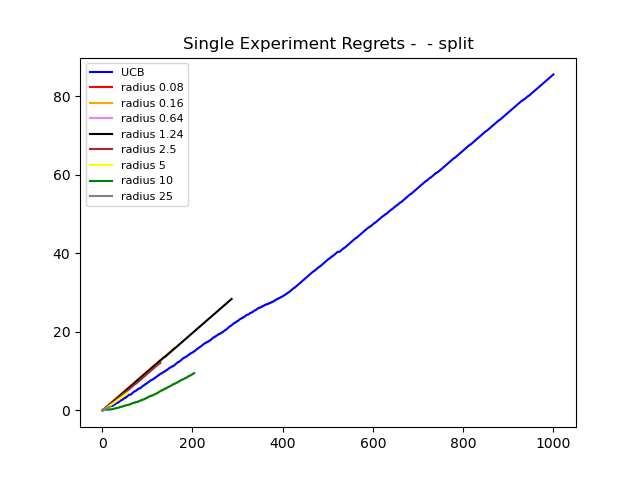 Single Experiment Regrets -  - split
UCB
radius 0.08
radius 0.16
radius 0.64
radius 1.24
radius 2.5
radius 5
radius 10
radius 25
80
60
40
20
0
0 200 400 600 800 1000